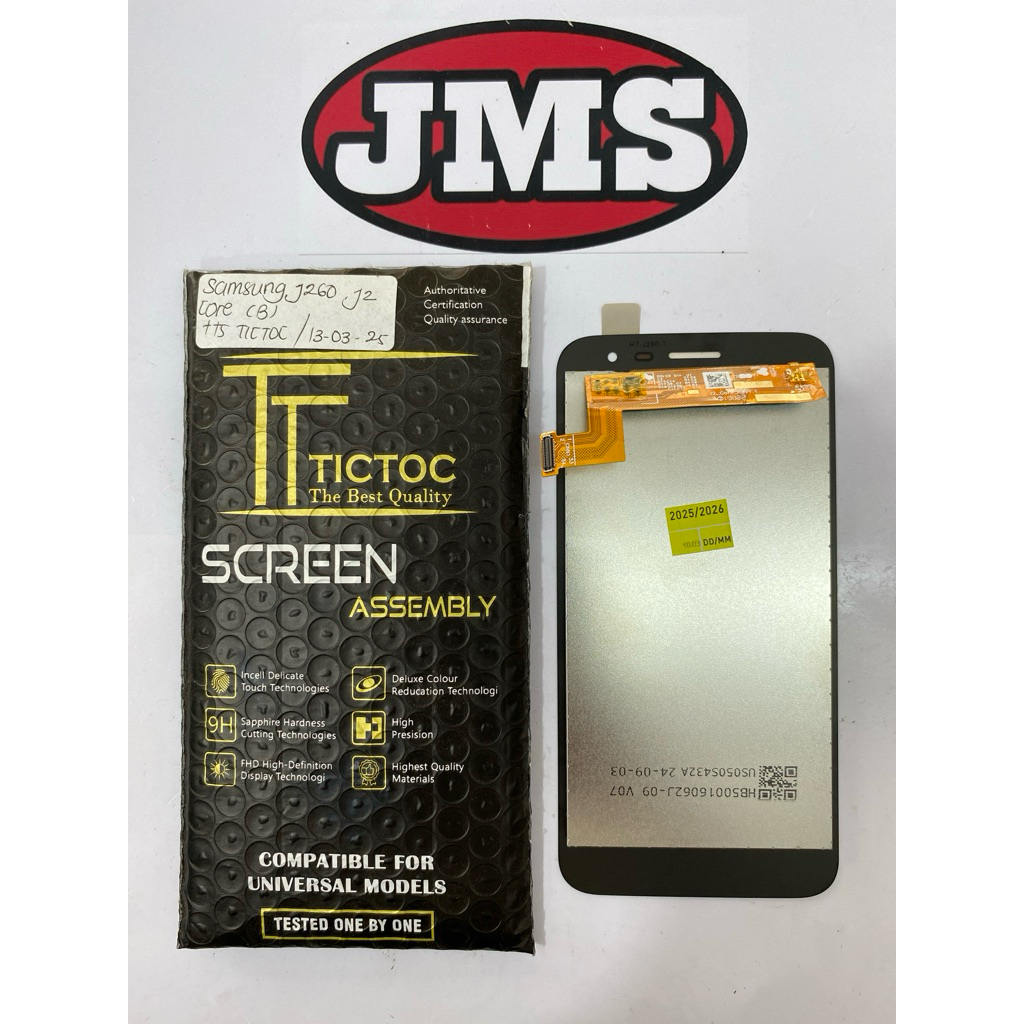 JMS
Samsung J260 J2
core (B)
HS TICTOC / 13-03-25
Authoritative
Certification
Quality assurance
TT
TICTOC
The Best Quality
SCREEN
ASSEMBLY
Incell Delicate
Touch Technologies
Deluxe Colour
Reducation Technologi
9H
Sapphire Hardness
Cutting Technologies
High
Presision
FHD High-Definition
Display Technologi
Highest Quality
Materials
COMPATIBLE FOR
UNIVERSAL MODELS
TESTED ONE BY ONE
2025/2026
DD/MM
HB50016062J-09 V07
US050S432A 24-09-03